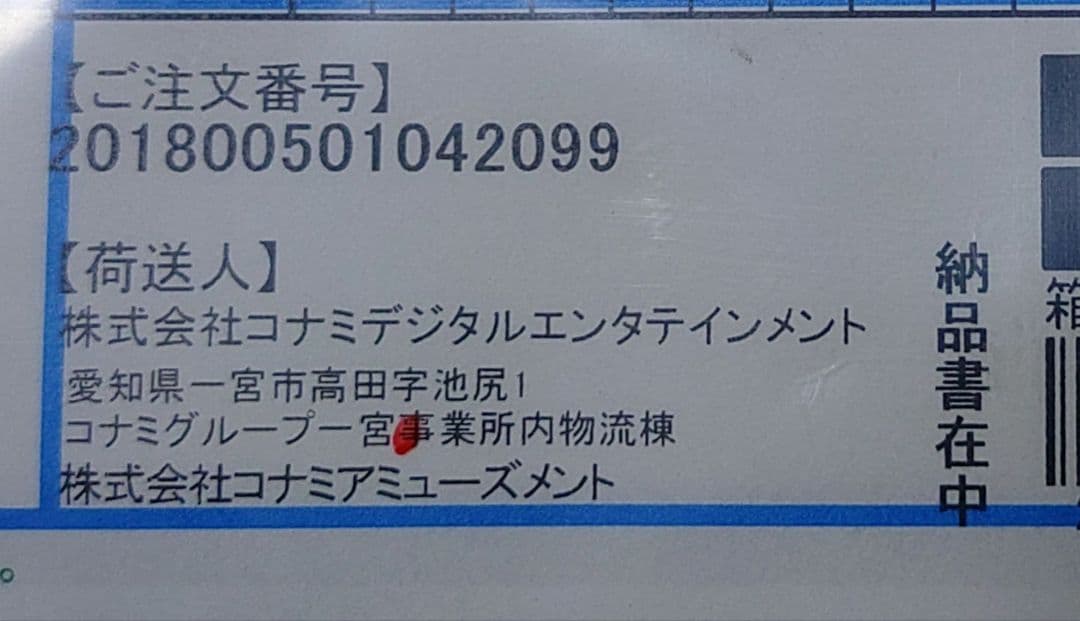 【ご注文番号】
201800501042099
【荷送人】
株式会社コナミデジタルエンタテインメント
愛知県一宮市高田字池尻1
コナミグループ一宮事業所内物流棟
株式会社コナミアミューズメント
納品書在中
箱